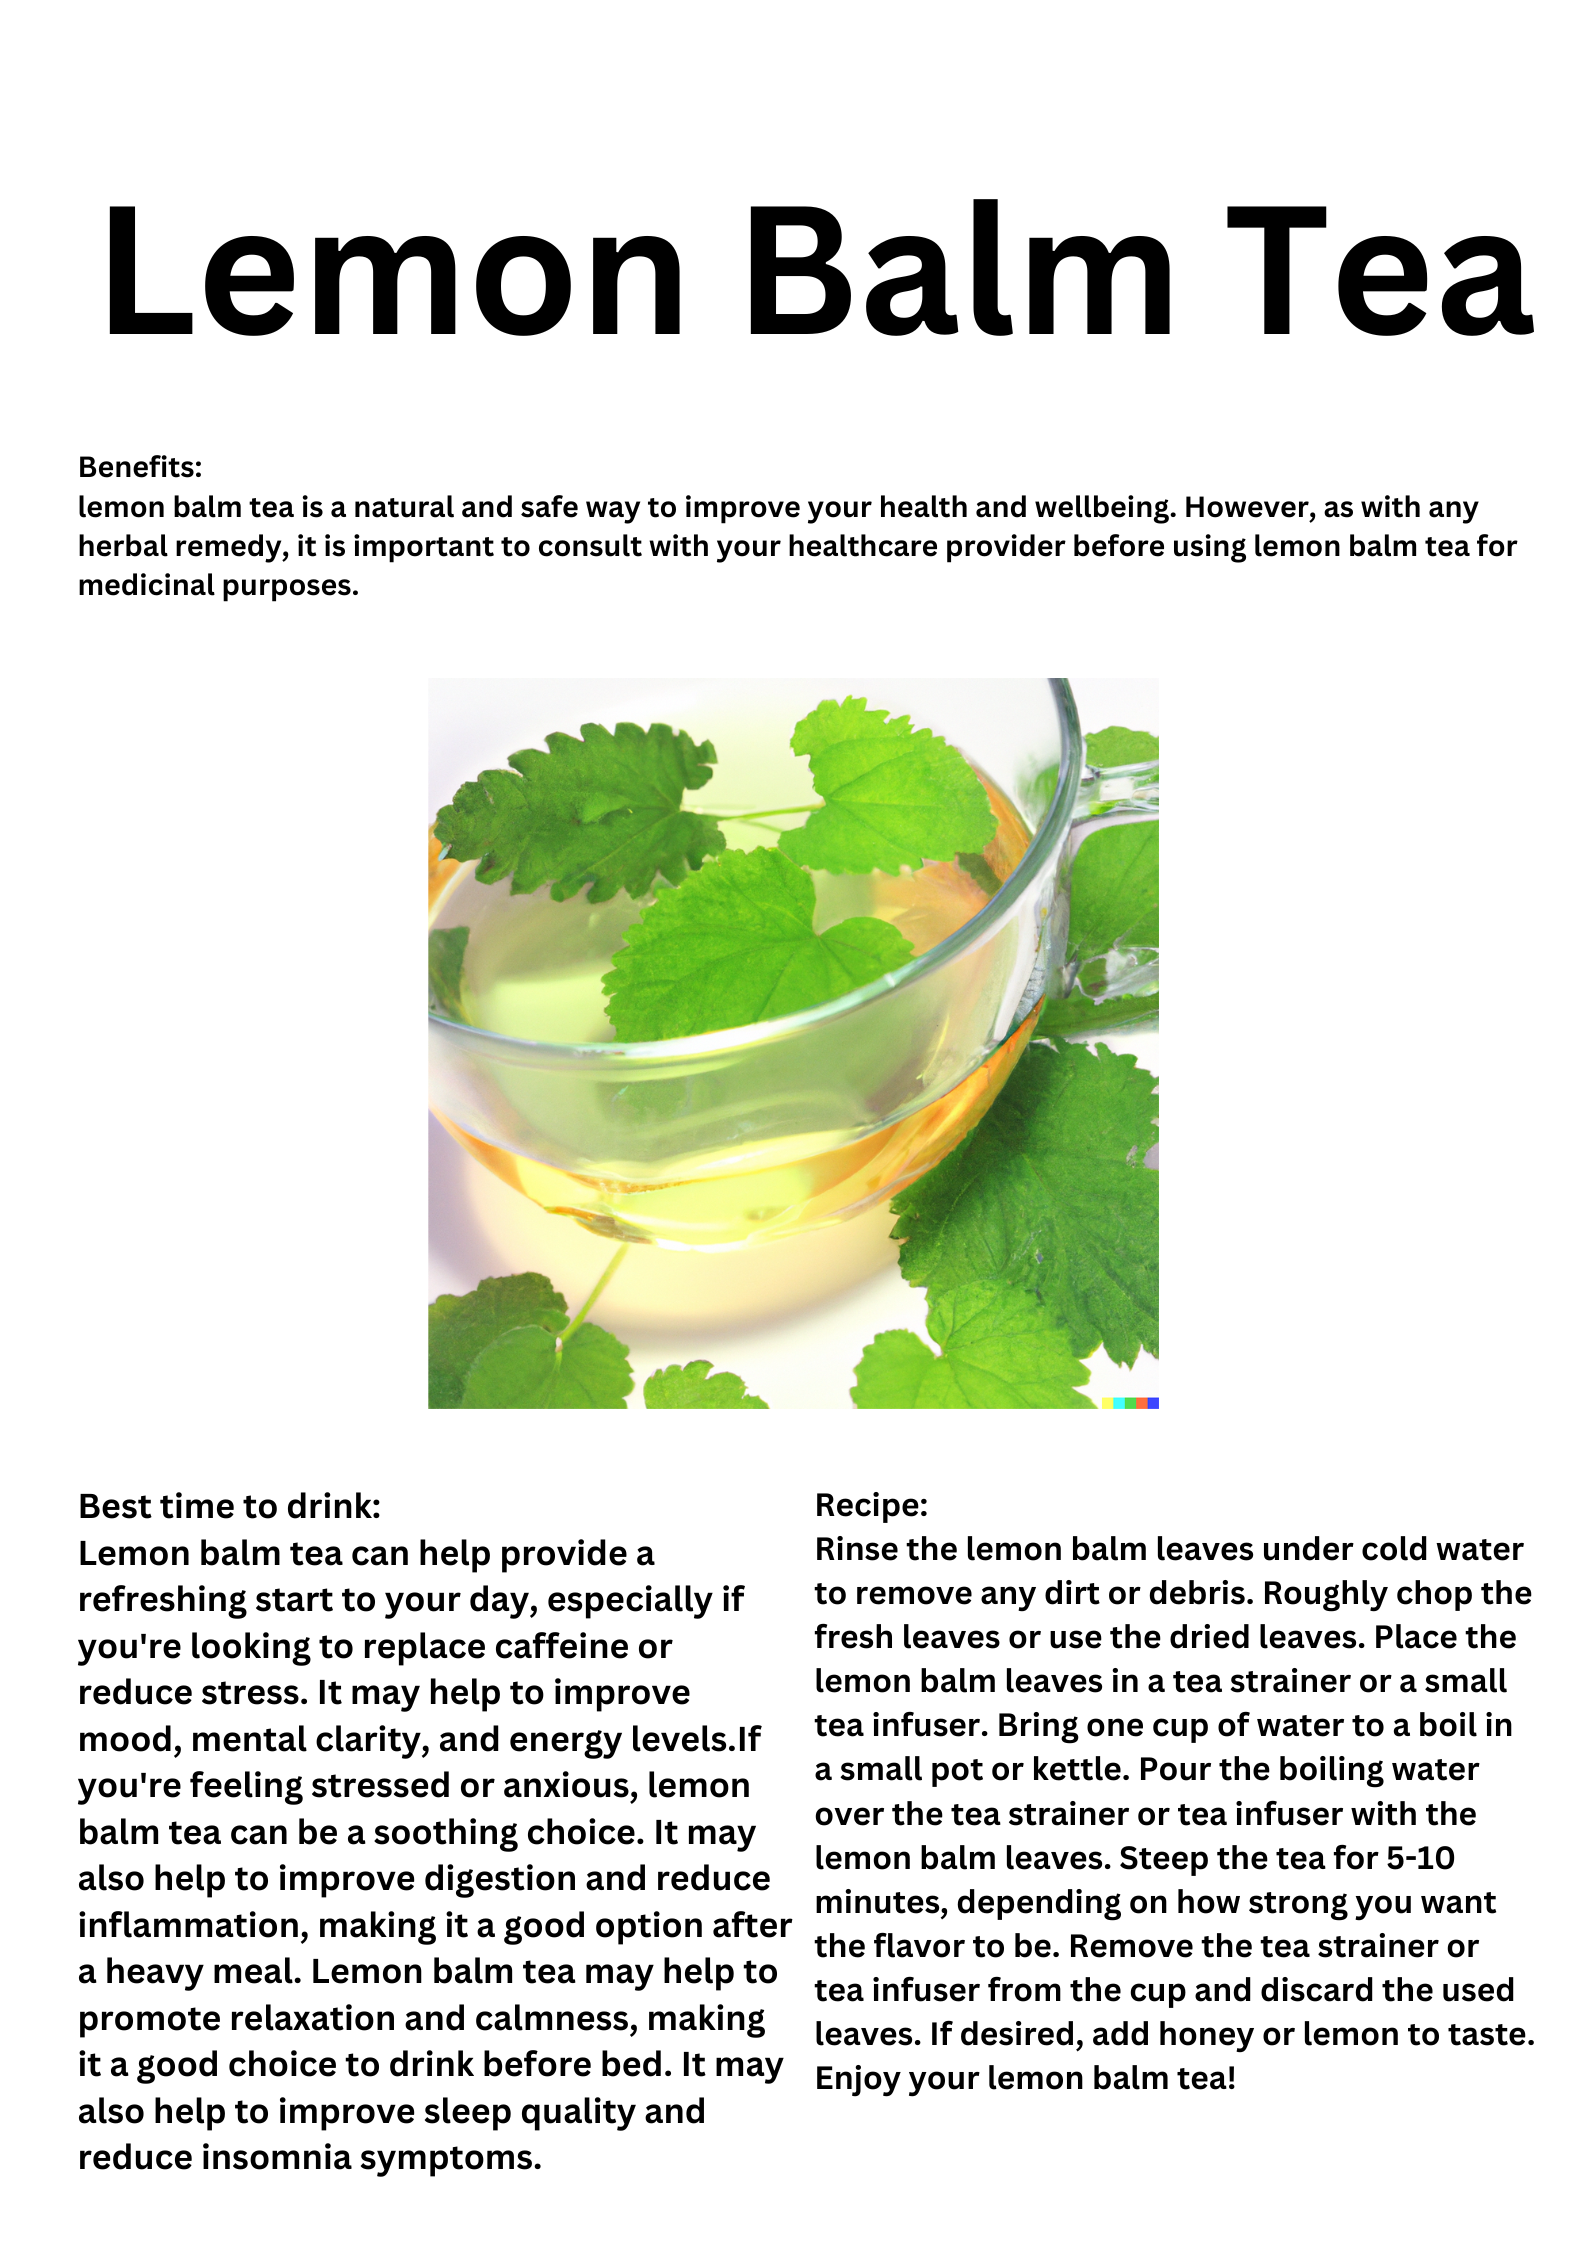 Lemon Balm Tea
Benefits:
lemon balm tea is a natural and safe way to improve your health and wellbeing. However, as with any
herbal remedy, it is important to consult with your healthcare provider before using lemon balm tea for
medicinal purposes.
Best time to drink:
Lemon balm tea can help provide a
refreshing start to your day, especially if
you're looking to replace caffeine or
reduce stress. It may help to improve
mood, mental clarity, and energy levels.If
you're feeling stressed or anxious, lemon
balm tea can be a soothing choice. It may
also help to improve digestion and reduce
inflammation, making it a good option after
a heavy meal. Lemon balm tea may help to
promote relaxation and calmness, making
it a good choice to drink before bed. It may
also help to improve sleep quality and
reduce insomnia symptoms.
Recipe:
Rinse the lemon balm leaves under cold water
to remove any dirt or debris. Roughly chop the
fresh leaves or use the dried leaves. Place the
lemon balm leaves in a tea strainer or a small
tea infuser. Bring one cup of water to a boil in
a small pot or kettle. Pour the boiling water
over the tea strainer or tea infuser with the
lemon balm leaves. Steep the tea for 5-10
minutes, depending on how strong you want
the flavor to be. Remove the tea strainer or
tea infuser from the cup and discard the used
leaves. If desired, add honey or lemon to taste.
Enjoy your lemon balm tea!